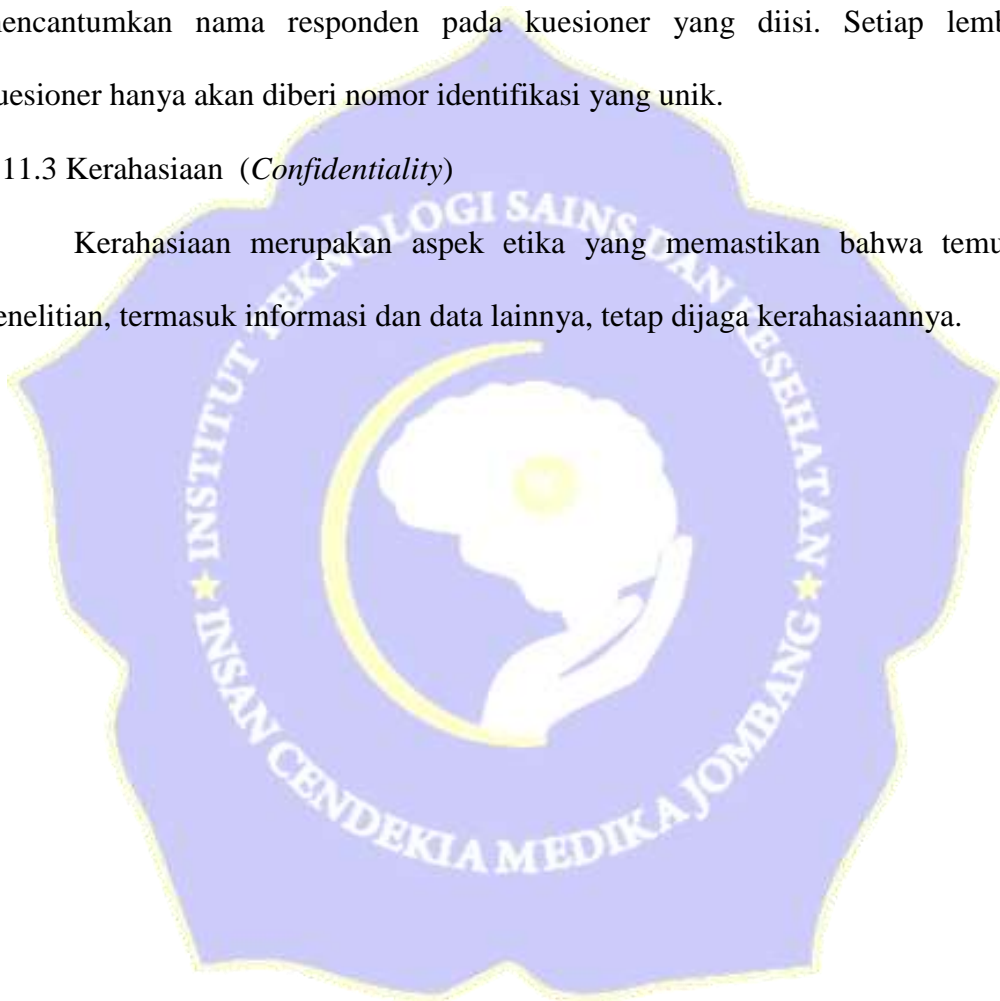 mencantumkan nama responden pada kuesioner yang diisi. Setiap lemb
uesioner hanya akan diberi nomor identifikasi yang unik.
11.3 Kerahasiaan (Confidentiality)
Kerahasiaan merupakan aspek etika yang memastikan bahwa temu
enelitian, termasuk informasi dan data lainnya, tetap dijaga kerahasiaannya.
INSTITUT TEKNOLOGI SAINS DAN KESEHATAN
INSAN CENDEKIA MEDIKA JOMBANG